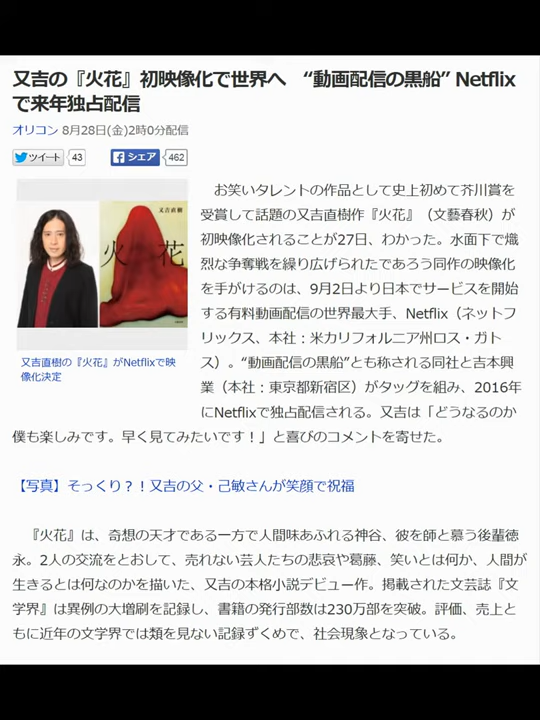 又吉の『火花』初映像化で世界へ　“動画配信の黒船” Netflix
で来年独占配信
オリコン 8月28日(金)2時0分配信
ツイート 43 シェア 462
又吉直樹
火花
又吉直樹の『火花』がNetflixで映
像化決定
　お笑いタレントの作品として史上初めて芥川賞を
受賞して話題の又吉直樹作『火花』（文藝春秋）が
初映像化されることが27日、わかった。水面下で熾
烈な争奪戦を繰り広げられたであろう同作の映像化
を手がけるのは、9月2日より日本でサービスを開始
する有料動画配信の世界最大手、Netflix（ネットフ
リックス、本社：米カリフォルニア州ロス・ガト
ス）。“動画配信の黒船”とも称される同社と吉本興
業（本社：東京都新宿区）がタッグを組み、2016年
にNetflixで独占配信される。又吉は「どうなるのか
僕も楽しみです。早く見てみたいです！」と喜びのコメントを寄せた。
【写真】そっくり？！又吉の父・己敏さんが笑顔で祝福
　『火花』は、奇想の天才である一方で人間味あふれる神谷、彼を師と慕う後輩徳
永。2人の交流をとおして、売れない芸人たちの悲哀や葛藤、笑いとは何か、人間が
生きるとは何なのかを描いた、又吉の本格小説デビュー作。掲載された文芸誌『文
学界』は異例の大増刷を記録し、書籍の発行部数は230万部を突破。評価、売上と
もに近年の文学界では類を見ない記録ずくめで、社会現象となっている。